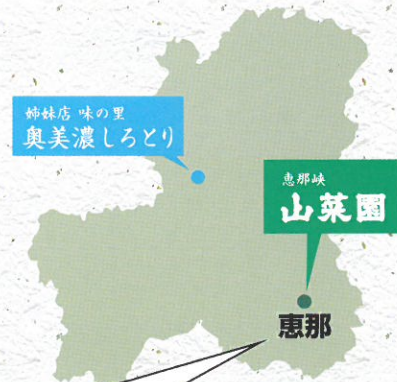 姉妹店 味の里
奥美濃しろとり
恵那峡
山菜園
恵那